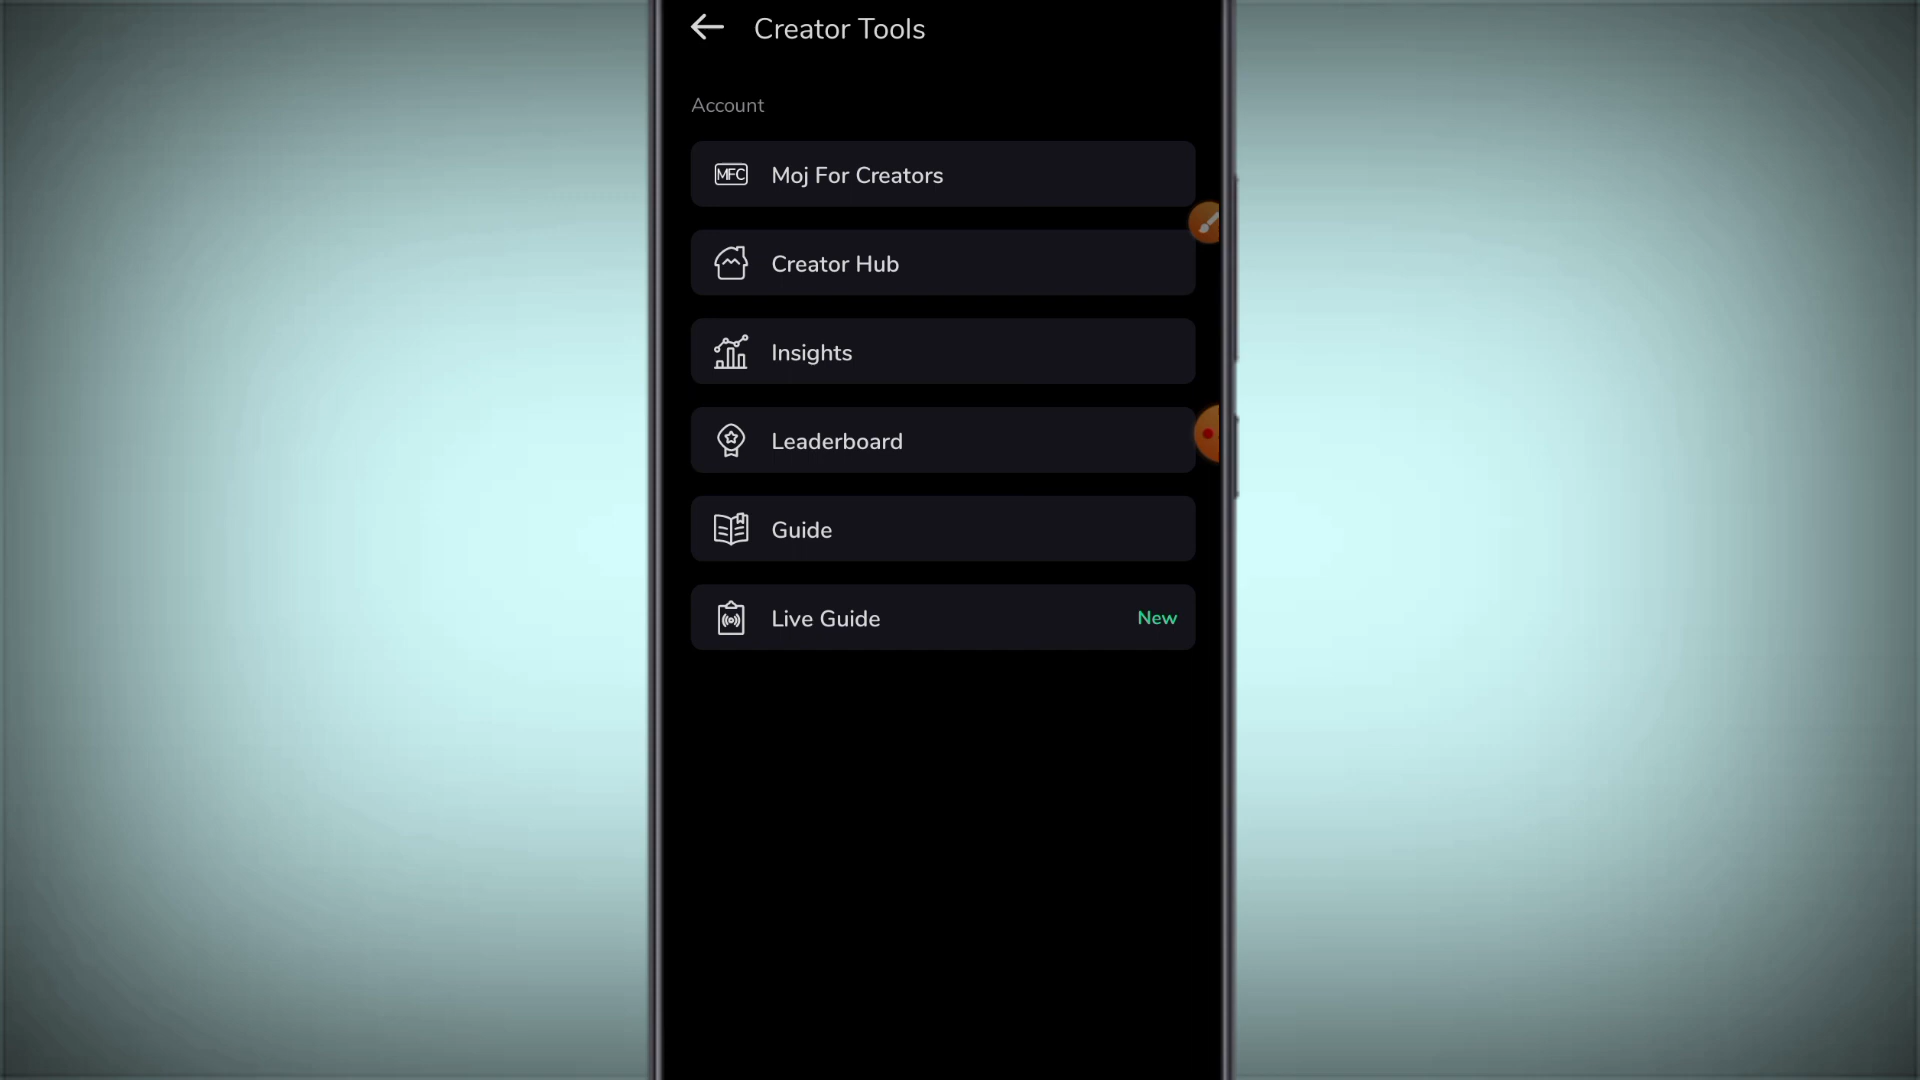 Creator Tools
Account
MFC Moj For Creators
Creator Hub
Insights
Leaderboard
Guide
Live Guide New